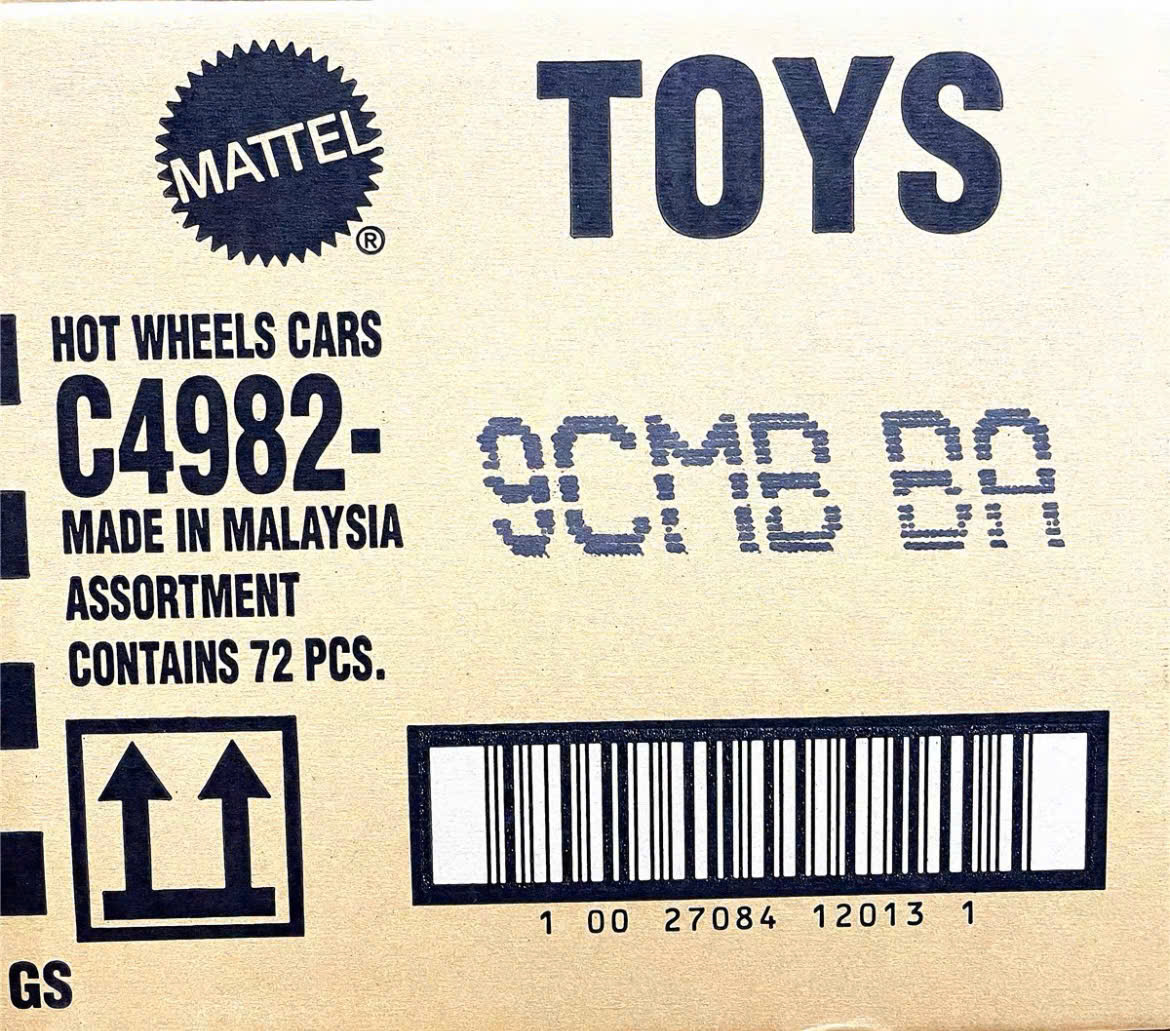 MATTEL
®
TOYS
HOT WHEELS CARS
C4982-
9CMB BA
MADE IN MALAYSIA
ASSORTMENT
CONTAINS 72 PCS.
1 00 27084 12013 1
GS